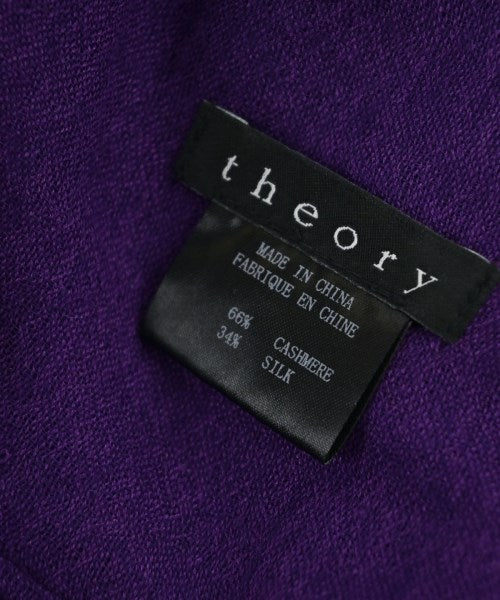 theory
MADE IN CHINA
FABRIQUE EN CHINE
66% CASHMERE
34% SILK